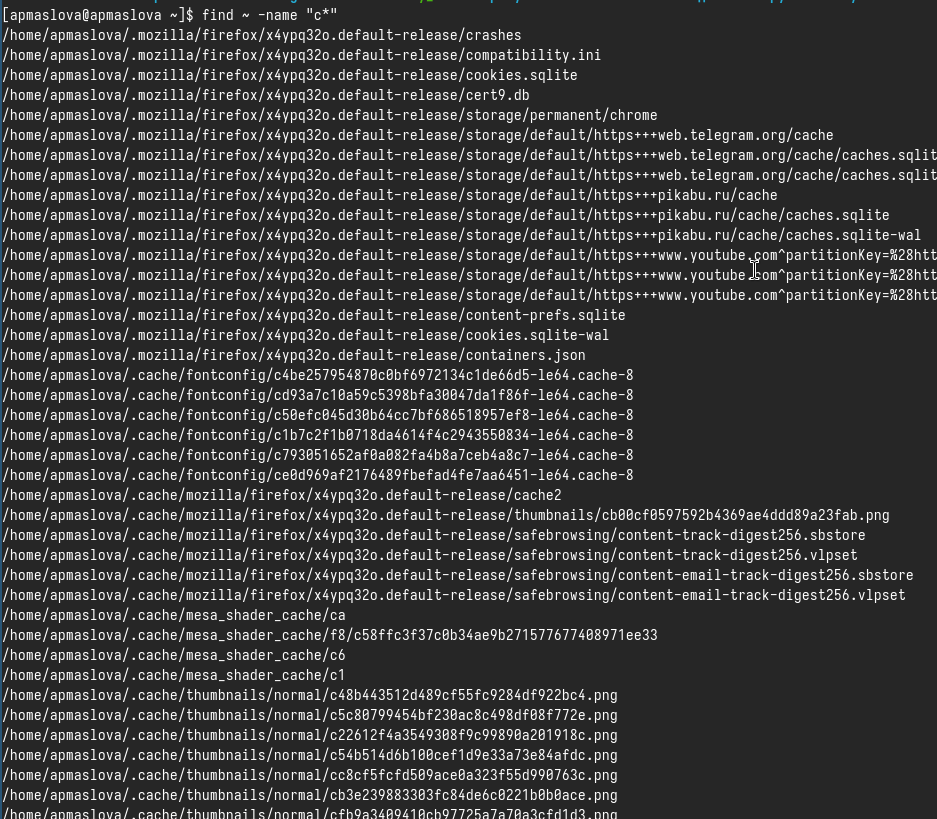 [apmaslova@apmaslova ~]$ find ~ -name "c*"
/home/apmaslova/.mozilla/firefox/x4ypq32o.default-release/crashes
/home/apmaslova/.mozilla/firefox/x4ypq32o.default-release/compatibility.ini
/home/apmaslova/.mozilla/firefox/x4ypq32o.default-release/cookies.sqlite
/home/apmaslova/.mozilla/firefox/x4ypq32o.default-release/cert9.db
/home/apmaslova/.mozilla/firefox/x4ypq32o.default-release/storage/permanent/chrome
/home/apmaslova/.mozilla/firefox/x4ypq32o.default-release/storage/default/https+++web.telegram.org/cache
/home/apmaslova/.mozilla/firefox/x4ypq32o.default-release/storage/default/https+++web.telegram.org/cache/caches.sqlit
/home/apmaslova/.mozilla/firefox/x4ypq32o.default-release/storage/default/https+++web.telegram.org/cache/caches.sqlit
/home/apmaslova/.mozilla/firefox/x4ypq32o.default-release/storage/default/https+++pikabu.ru/cache
/home/apmaslova/.mozilla/firefox/x4ypq32o.default-release/storage/default/https+++pikabu.ru/cache/caches.sqlite
/home/apmaslova/.mozilla/firefox/x4ypq32o.default-release/storage/default/https+++pikabu.ru/cache/caches.sqlite-wal
/home/apmaslova/.mozilla/firefox/x4ypq32o.default-release/storage/default/https+++www.youtube.com^partitionKey=%28htt
/home/apmaslova/.mozilla/firefox/x4ypq32o.default-release/storage/default/https+++www.youtube.com^partitionKey=%28htt
/home/apmaslova/.mozilla/firefox/x4ypq32o.default-release/storage/default/https+++www.youtube.com^partitionKey=%28htt
/home/apmaslova/.mozilla/firefox/x4ypq32o.default-release/content-prefs.sqlite
/home/apmaslova/.mozilla/firefox/x4ypq32o.default-release/cookies.sqlite-wal
/home/apmaslova/.mozilla/firefox/x4ypq32o.default-release/containers.json
/home/apmaslova/.cache/fontconfig/c4be257954870c0bf6972134c1de66d5-le64.cache-8
/home/apmaslova/.cache/fontconfig/cd93a7c10a59c5398bfa30047da1f86f-le64.cache-8
/home/apmaslova/.cache/fontconfig/c50efc045d30b64cc7bf686518957ef8-le64.cache-8
/home/apmaslova/.cache/fontconfig/c1b7c2f1b0718da4614f4c2943550834-le64.cache-8
/home/apmaslova/.cache/fontconfig/c793051652af0a082fa4b8a7ceb4a8c7-le64.cache-8
/home/apmaslova/.cache/fontconfig/ce0d969af2176489fbefad4fe7aa6451-le64.cache-8
/home/apmaslova/.cache/mozilla/firefox/x4ypq32o.default-release/cache2
/home/apmaslova/.cache/mozilla/firefox/x4ypq32o.default-release/thumbnails/cb00cf0597592b4369ae4ddd89a23fab.png
/home/apmaslova/.cache/mozilla/firefox/x4ypq32o.default-release/safebrowsing/content-track-digest256.sbstore
/home/apmaslova/.cache/mozilla/firefox/x4ypq32o.default-release/safebrowsing/content-track-digest256.vlpset
/home/apmaslova/.cache/mozilla/firefox/x4ypq32o.default-release/safebrowsing/content-email-track-digest256.sbstore
/home/apmaslova/.cache/mozilla/firefox/x4ypq32o.default-release/safebrowsing/content-email-track-digest256.vlpset
/home/apmaslova/.cache/mesa_shader_cache/ca
/home/apmaslova/.cache/mesa_shader_cache/f8/c58ffc3f37c0b34ae9b271577677408971ee33
/home/apmaslova/.cache/mesa_shader_cache/c6
/home/apmaslova/.cache/mesa_shader_cache/c1
/home/apmaslova/.cache/thumbnails/normal/c48b443512d489cf55fc9284df922bc4.png
/home/apmaslova/.cache/thumbnails/normal/c5c80799454bf230ac8c498df08f772e.png
/home/apmaslova/.cache/thumbnails/normal/c22612f4a3549308f9c99890a201918c.png
/home/apmaslova/.cache/thumbnails/normal/c54b514d6b100cef1d9e33a73e84afdc.png
/home/apmaslova/.cache/thumbnails/normal/cc8cf5fcfd509ace0a323f55d990763c.png
/home/apmaslova/.cache/thumbnails/normal/cb3e239883303fc84de6c0221b0b0ace.png
/home/apmaslova/.cache/thumbnails/normal/cfb9a3409410cb97725a7a70a3cfd1d3.png